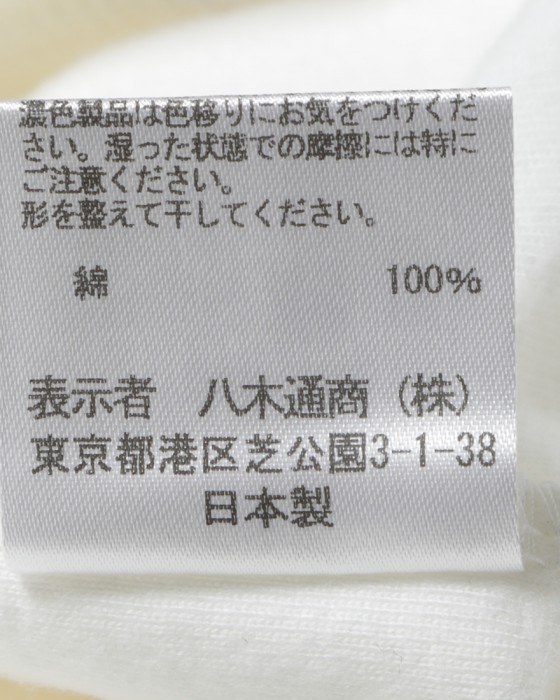 濃色製品は色移りにお気をつけくだ
さい。湿った状態での摩擦には特に
ご注意ください。
形を整えて干してください。
綿 100%
表示者 八木通商(株)
東京都港区芝公園3-1-38
日本製